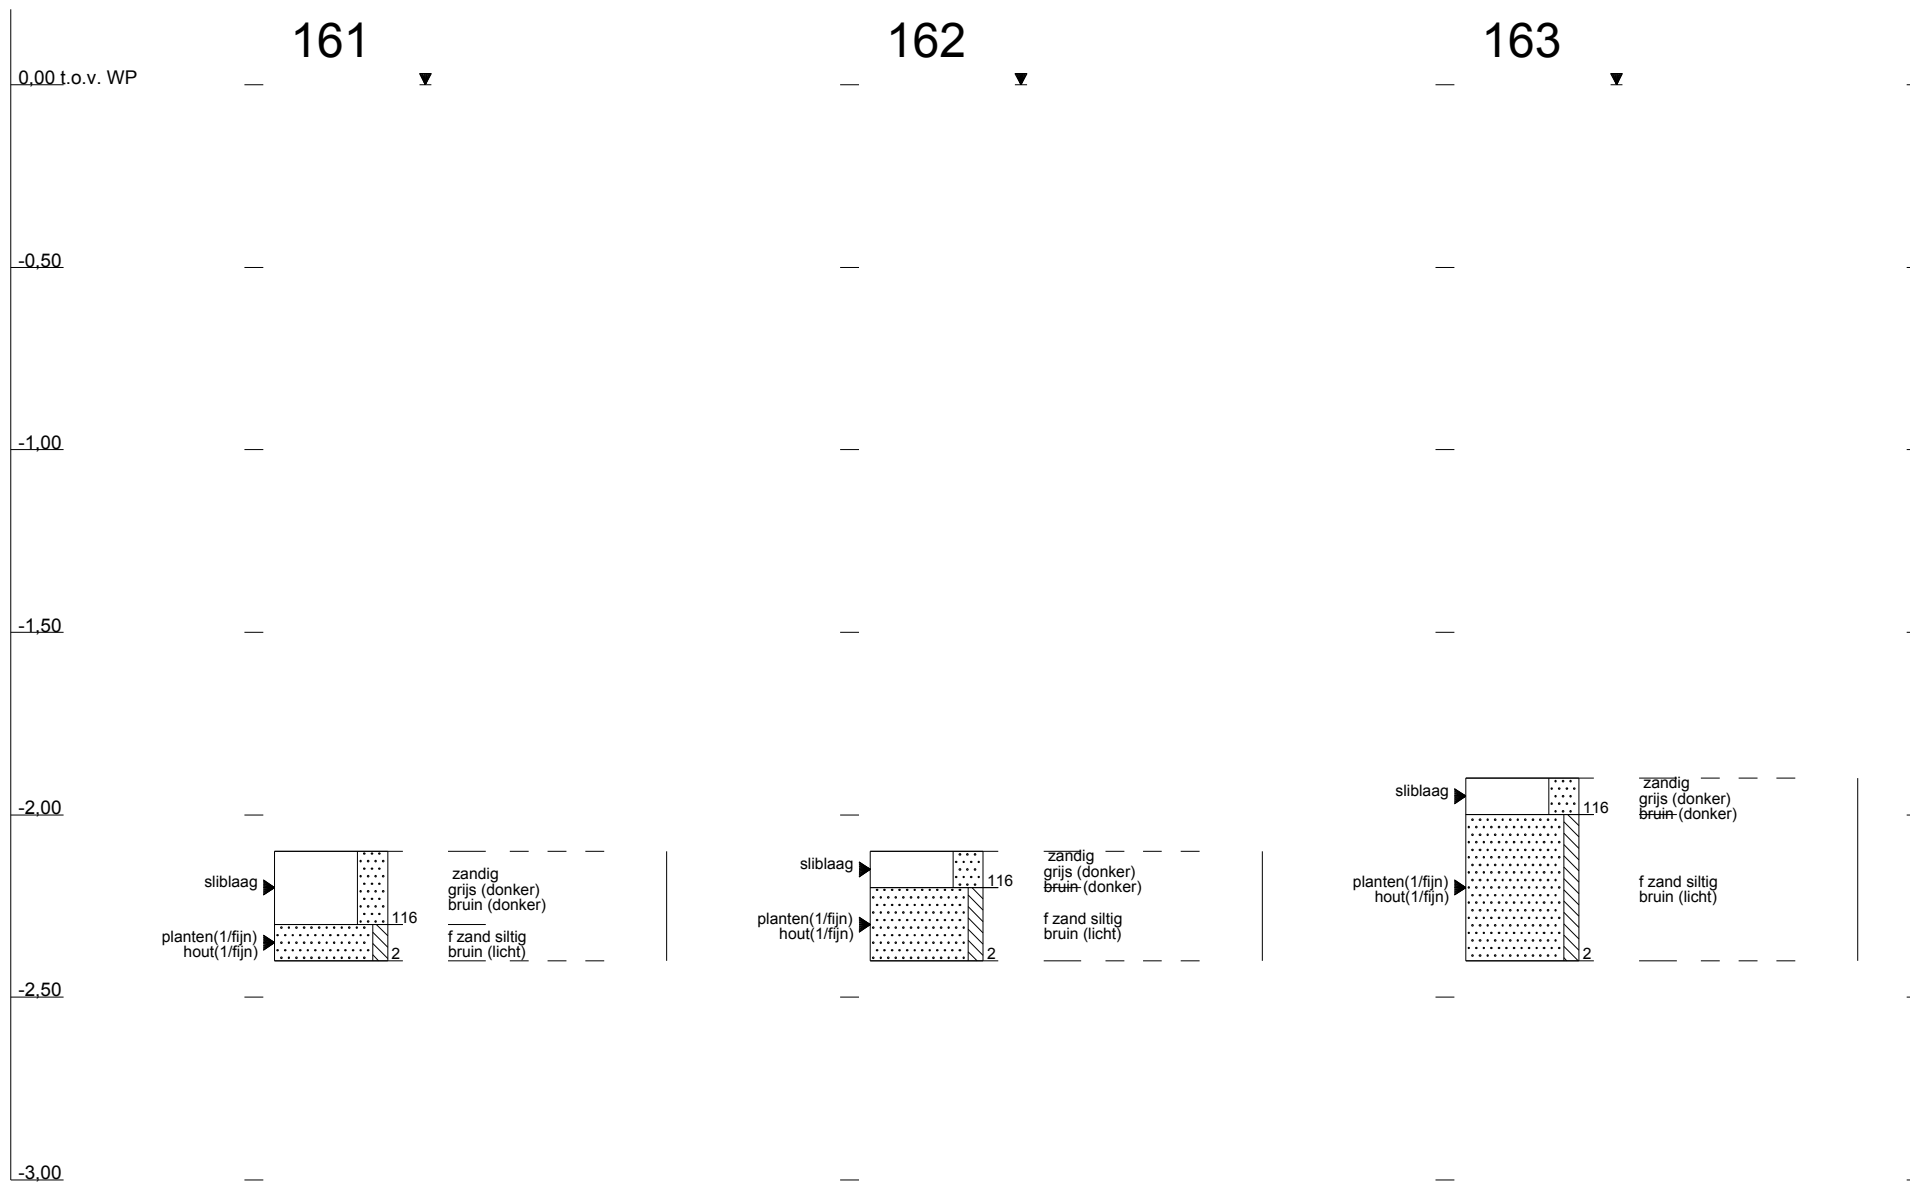 161
162
163
0,00 t.o.v. WP
-0,50
-1,00
-1,50
-2,00
-2,50
-3,00
sliblaag
116
zandig
grijs (donker)
bruin (donker)
planten(1/fijn)
hout(1/fijn)
2
f zand siltig
bruin (licht)
sliblaag
116
zandig
grijs (donker)
bruin (donker)
planten(1/fijn)
hout(1/fijn)
2
f zand siltig
bruin (licht)
sliblaag
116
zandig
grijs (donker)
bruin (donker)
planten(1/fijn)
hout(1/fijn)
2
f zand siltig
bruin (licht)